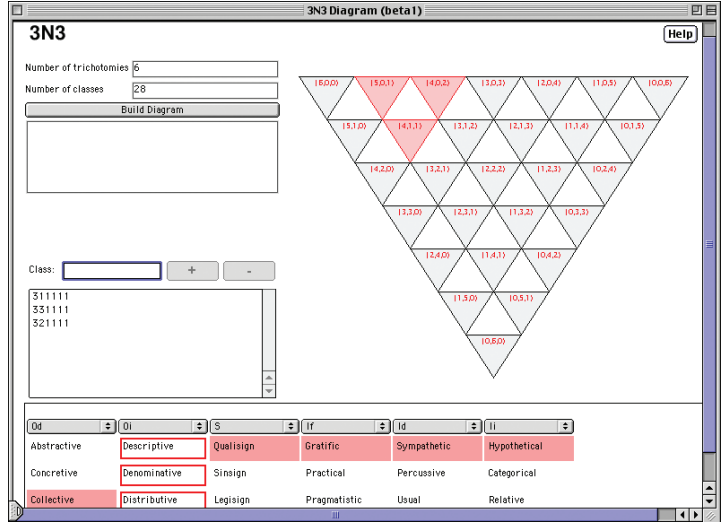 3N3 Diagram (beta1)
3N3
Help
Number of trichotomies 6
Number of classes 28
Build Diagram
(6,0,0) (5,0,1) (4,0,2) (3,0,3) (2,0,4) (1,0,5) (0,0,6)
(5,1,0) (4,1,1) (3,1,2) (2,1,3) (1,1,4) (0,1,5)
(4,2,0) (3,2,1) (2,2,2) (1,2,3) (0,2,4)
(3,3,0) (2,3,1) (1,3,2) (0,3,3)
(2,4,0) (1,4,1) (0,4,2)
(1,5,0) (0,5,1)
(0,6,0)
Class: + -
311111
331111
321111
Od Oi S If Id Ii
Abstractive Descriptive Qualisign Gratific Sympathetic Hypothetical
Concretive Denominative Sinsign Practical Percussive Categorical
Collective Distributive Legisign Pragmatistic Usual Relative